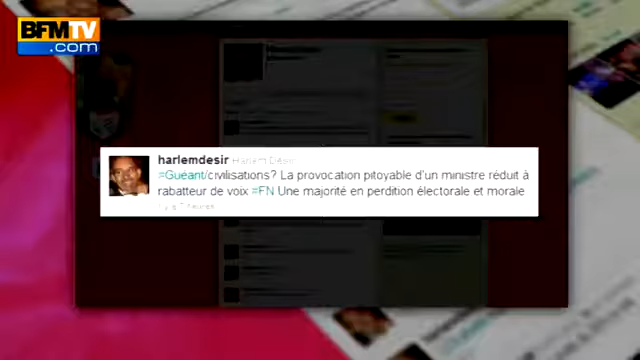 BFMTV
.com
harlemdesir Harlem Désir
#Guéant/civilisations? La provocation pitoyable d'un ministre réduit à
rabatteur de voix #FN Une majorité en perdition électorale et morale